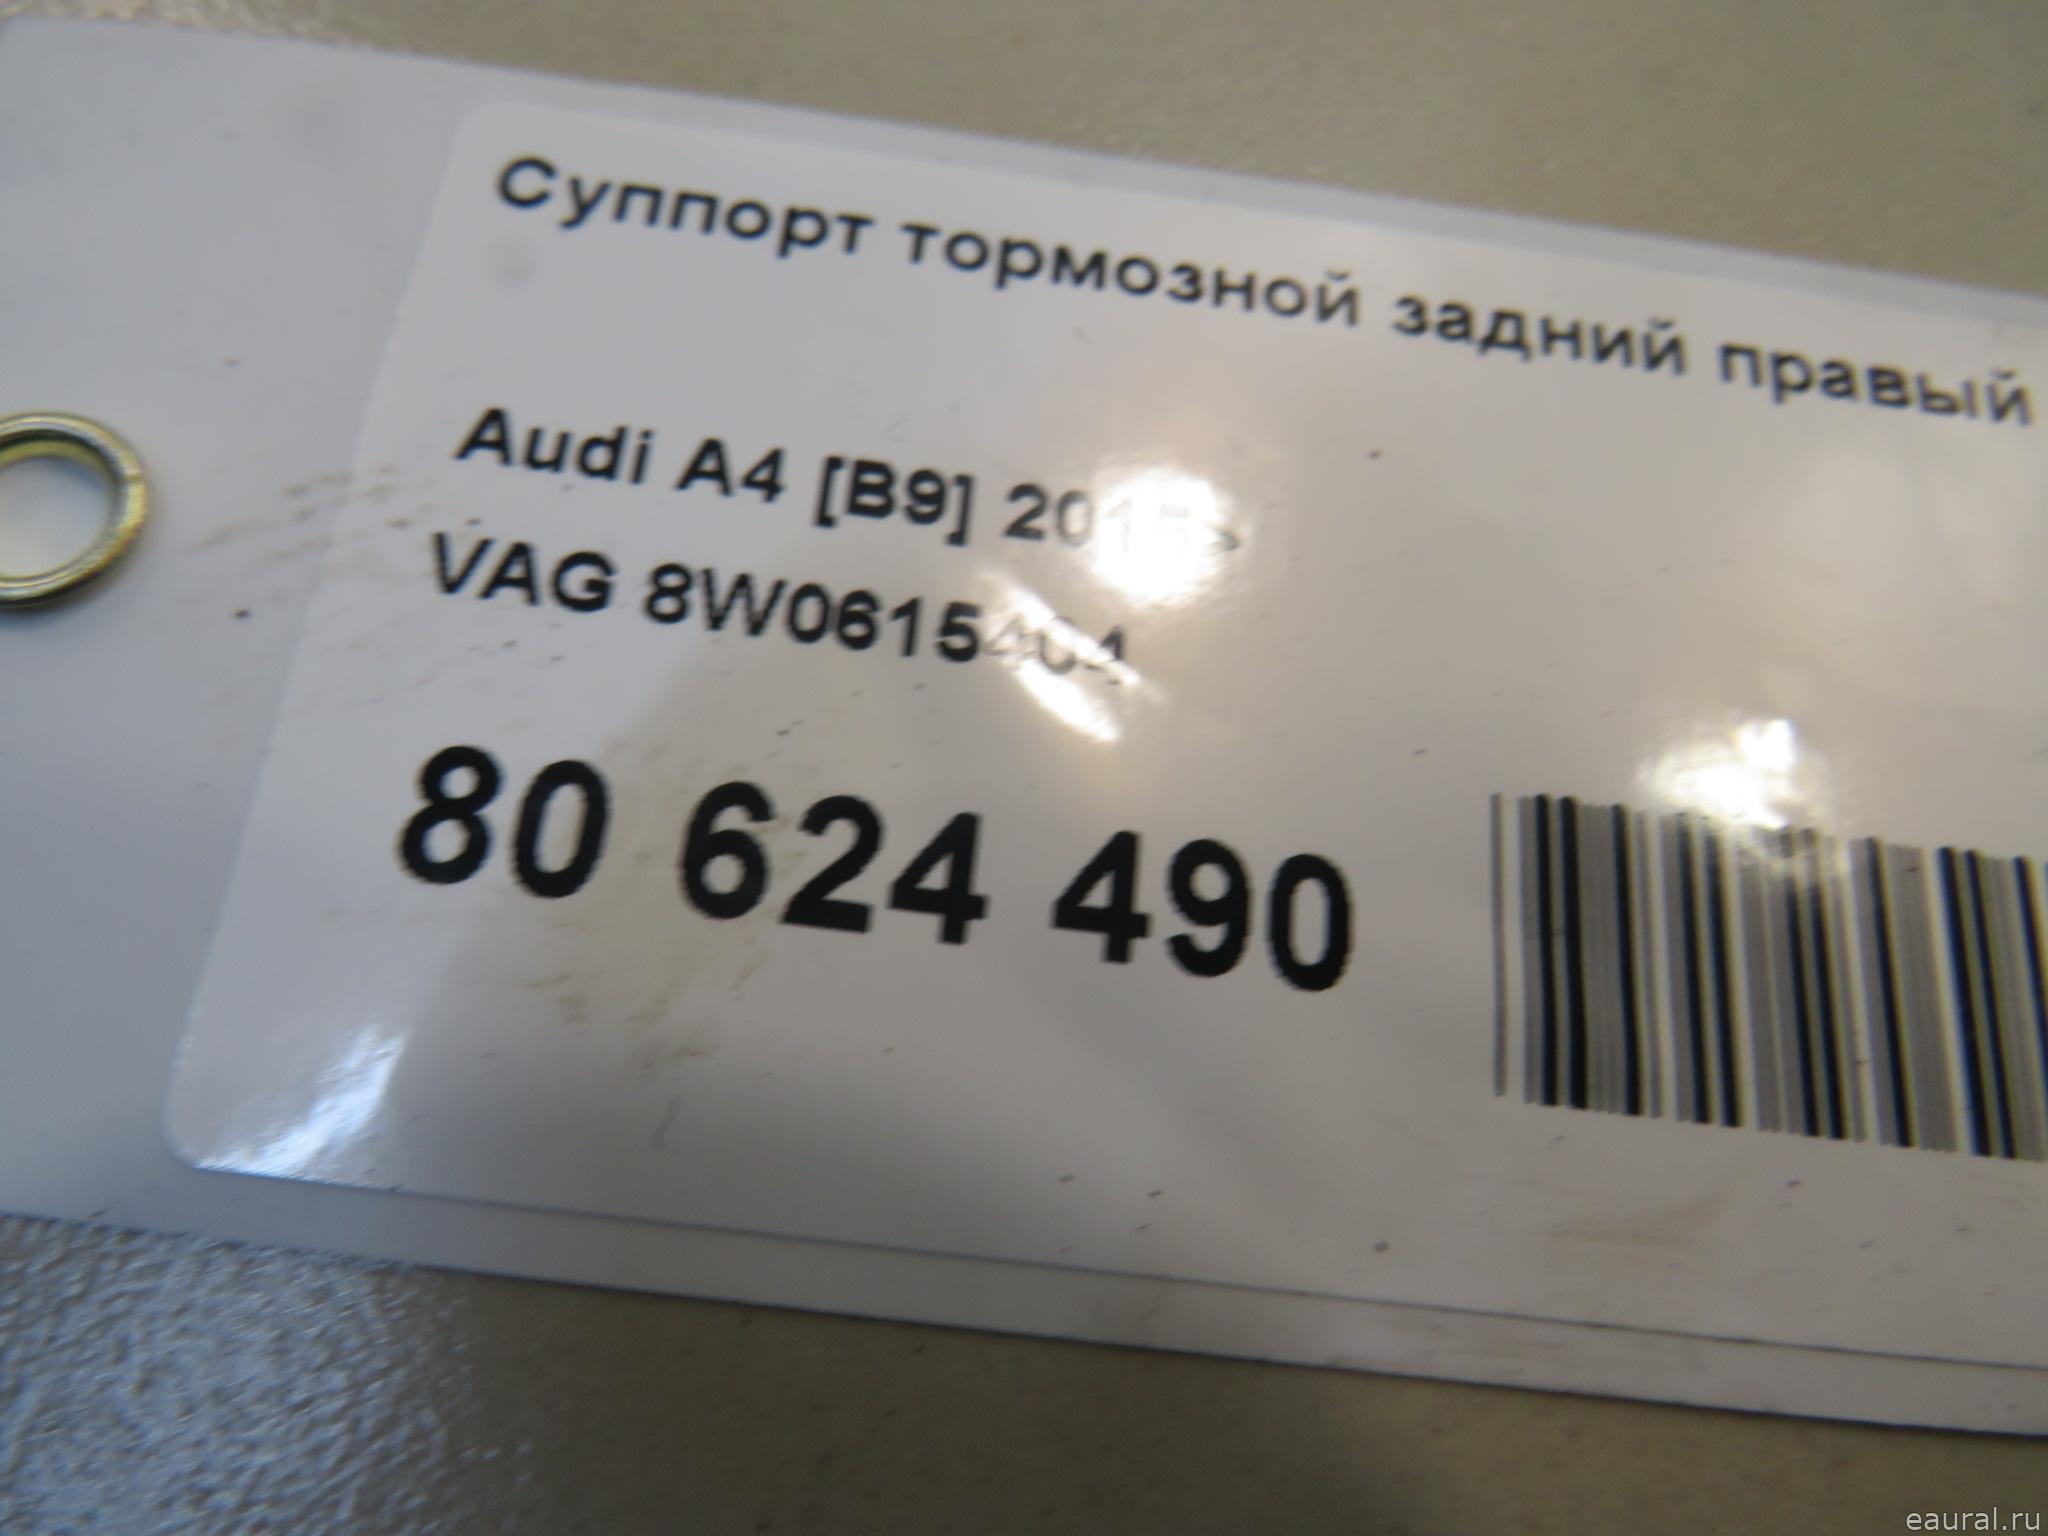 Суппорт тормозной задний правый
Audi A4 [B9] 2015>
VAG 8W0615404
80 624 490
eaural.ru